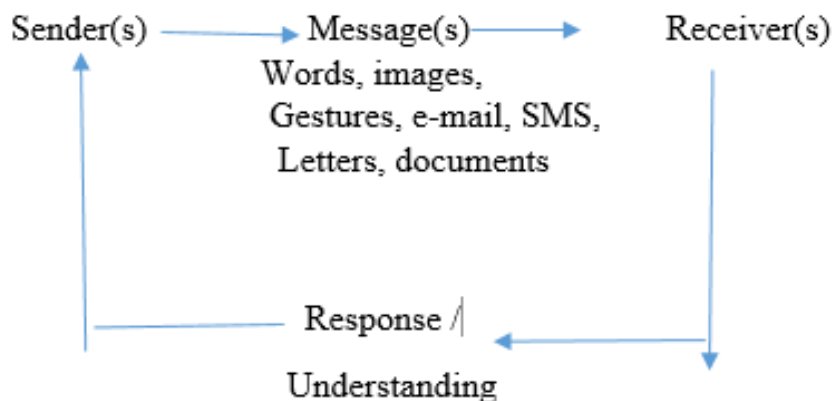 Sender(s) Message(s) Receiver(s)
Words, images,
Gestures, e-mail, SMS,
Letters, documents
Response /
Understanding